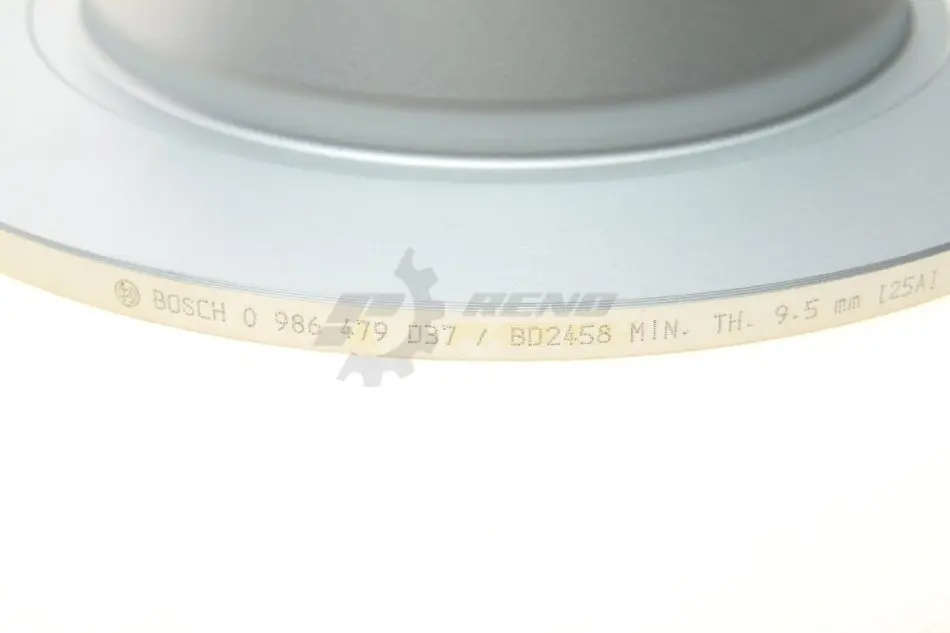 BOSCH 0 986 479 D37 / BD2458 MIN. TH. 9.5 mm [25A]
RENO